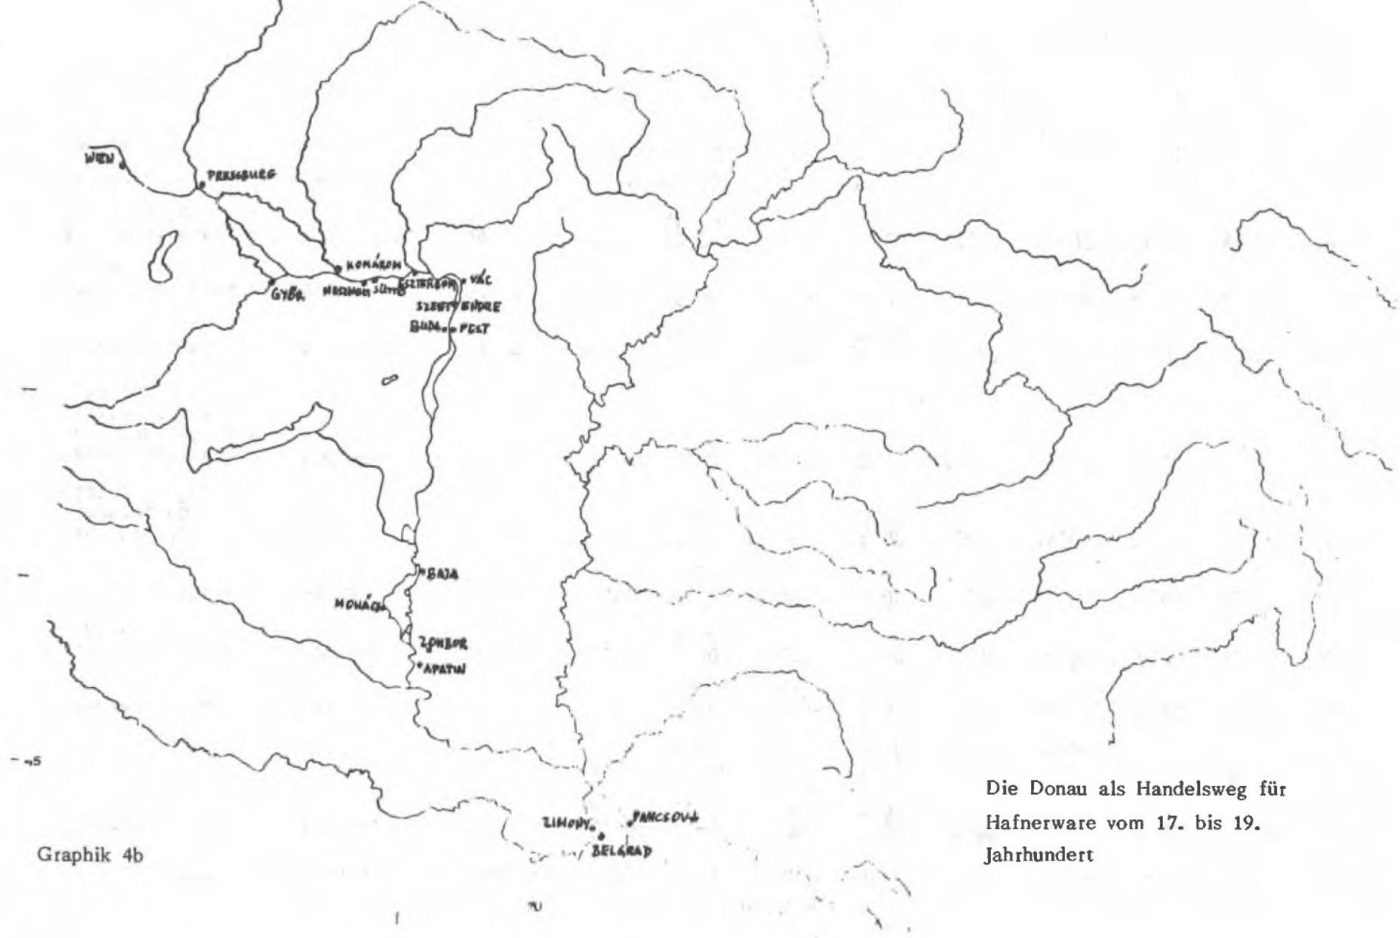 WIEN
PRESSBURG
KOMÁROM
GYŐR
NESZMÉLY
SÜTTŐ
ESZTERGOM
VÁC
SZENTENDRE
BUDA
PEST
BAJA
MOHÁCS
ZOMBOR
APATIN
45
ZIMONY
PANCSOVA
BELGRAD
Die Donau als Handelsweg für
Hafnerware vom 17. bis 19.
Jahrhundert
Graphik 4b